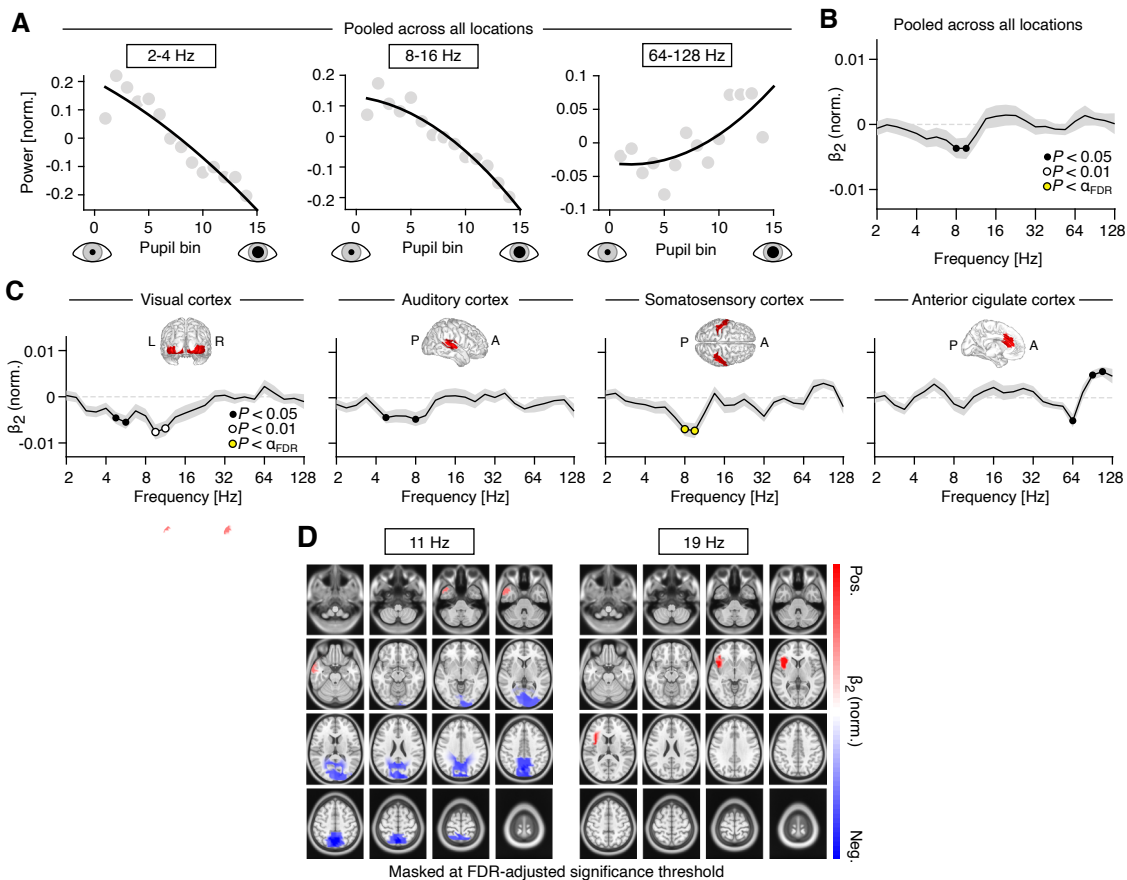 A
Pooled across all locations
2-4 Hz
8-16 Hz
64-128 Hz
Power [norm.]
0.2
0.1
0
-0.1
-0.2
0
5
10
15
Pupil bin
0.2
0.1
0
-0.1
-0.2
0
5
10
15
Pupil bin
0.1
0.05
0
-0.05
-0.1
0
5
10
15
Pupil bin
B
Pooled across all locations
β2 (norm.)
0.01
0
-0.01
P < 0.05
P < 0.01
P < αFDR
2 4 8 16 32 64 128
Frequency [Hz]
C
Visual cortex
L R
β2 (norm.)
0.01
0
-0.01
P < 0.05
P < 0.01
P < αFDR
2 4 8 16 32 64 128
Frequency [Hz]
Auditory cortex
P A
2 4 8 16 32 64 128
Frequency [Hz]
Somatosensory cortex
P A
2 4 8 16 32 64 128
Frequency [Hz]
Anterior cigulate cortex
P A
2 4 8 16 32 64 128
Frequency [Hz]
D
11 Hz
19 Hz
Pos.
β2 (norm.)
Neg.
Masked at FDR-adjusted significance threshold